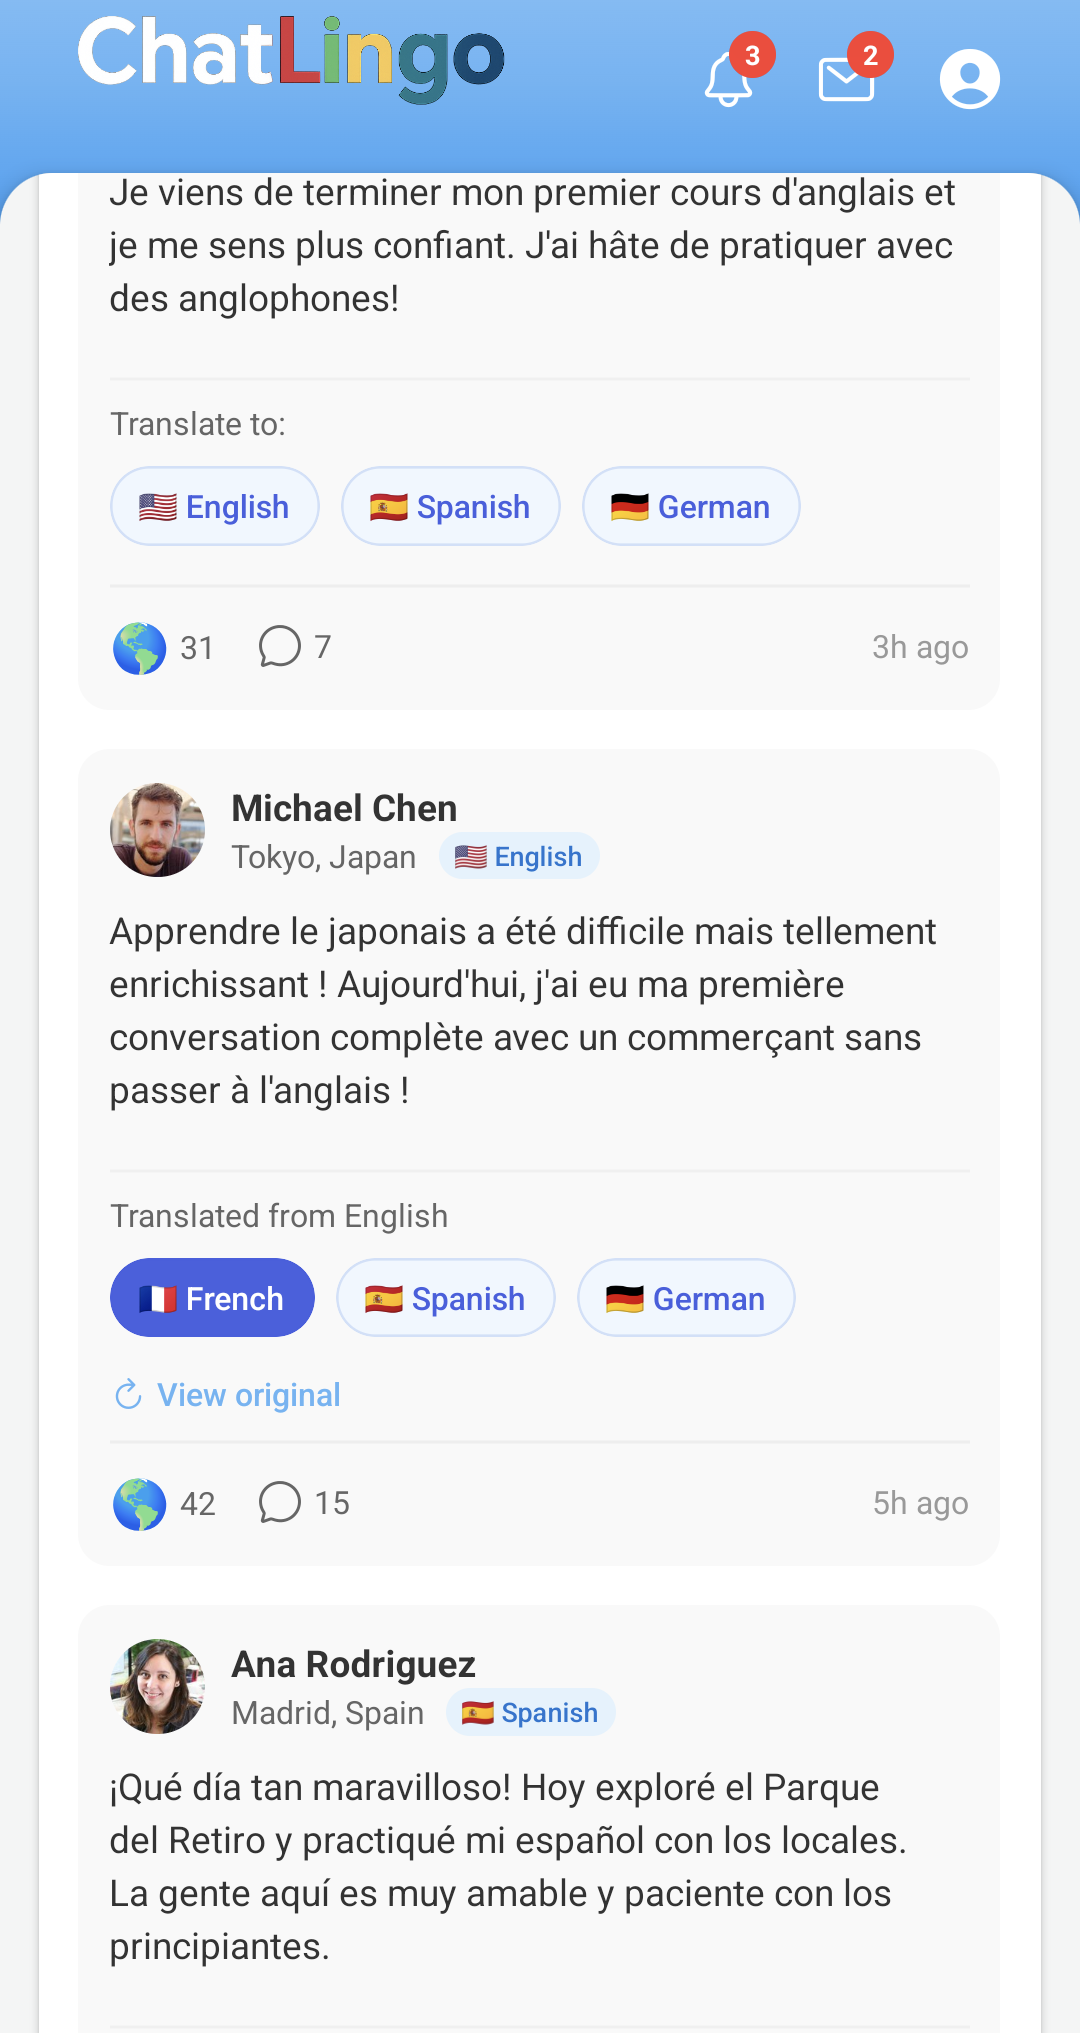 ChatLingo
3
2
Je viens de terminer mon premier cours d'anglais et
je me sens plus confiant. J'ai hâte de pratiquer avec
des anglophones!
Translate to:
🇺🇸 English
🇪🇸 Spanish
🇩🇪 German
31
7
3h ago
Michael Chen
Tokyo, Japan
🇺🇸 English
Apprendre le japonais a été difficile mais tellement
enrichissant ! Aujourd'hui, j'ai eu ma première
conversation complète avec un commerçant sans
passer à l'anglais !
Translated from English
🇫🇷 French
🇪🇸 Spanish
🇩🇪 German
View original
42
15
5h ago
Ana Rodriguez
Madrid, Spain
🇪🇸 Spanish
¡Qué día tan maravilloso! Hoy exploré el Parque
del Retiro y practiqué mi español con los locales.
La gente aquí es muy amable y paciente con los
principiantes.